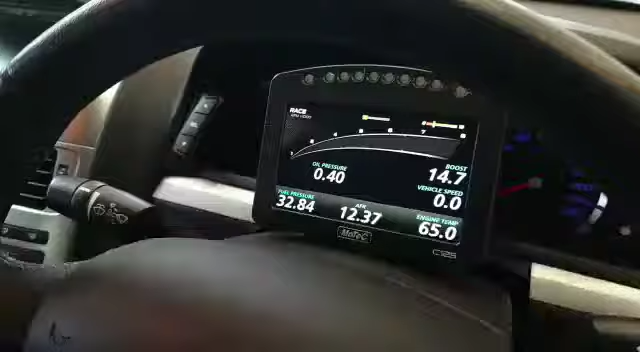 RACE
OIL PRESSURE
0.40
BOOST
14.7
VEHICLE SPEED
0.0
FUEL PRESSURE
32.84
AFR
12.37
ENGINE TEMP
65.0
MoTeC
C125